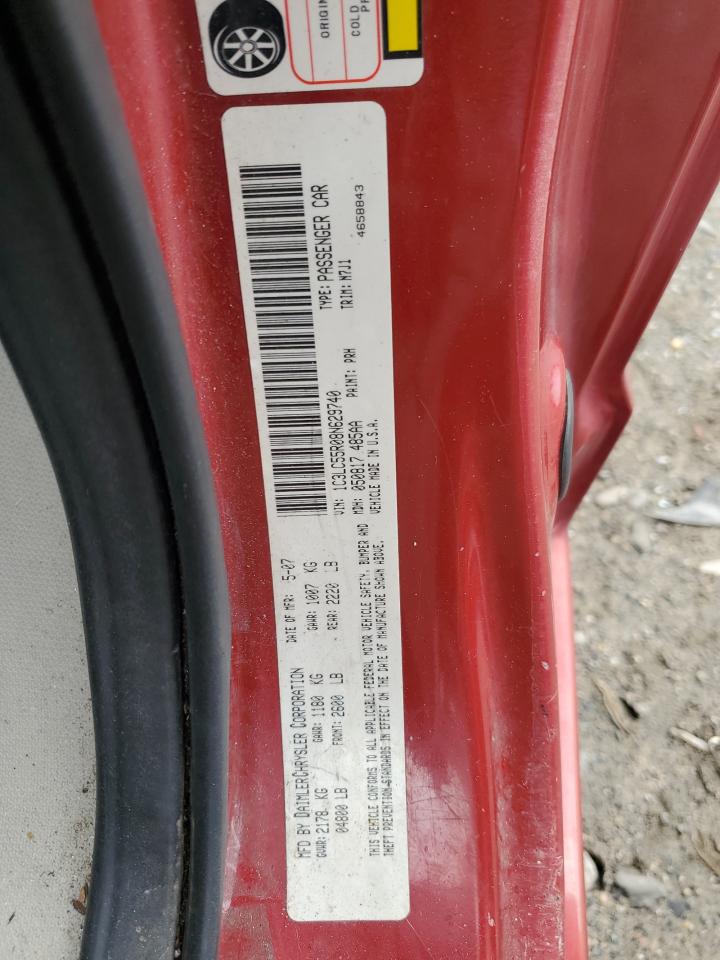 ORIGIN
COLD
PR
MFD BY DAIMLERCHRYSLER CORPORATION DATE OF MFR: 5-07
GVWR: 2178 KG GAWR: 1180 KG GAWR: 1007 KG
04800 LB FRONT: 2600 LB REAR: 2220 LB
THIS VEHICLE CONFORMS TO ALL APPLICABLE FEDERAL MOTOR VEHICLE SAFETY, BUMPER AND
THEFT PREVENTION STANDARDS IN EFFECT ON THE DATE OF MANUFACTURE SHOWN ABOVE.
VIN: 1C3LC55R08N629740 TYPE: PASSENGER CAR
MDH: 050817 485AA PAINT: PRH TRIM: M7J1
VEHICLE MADE IN U.S.A. 4658843